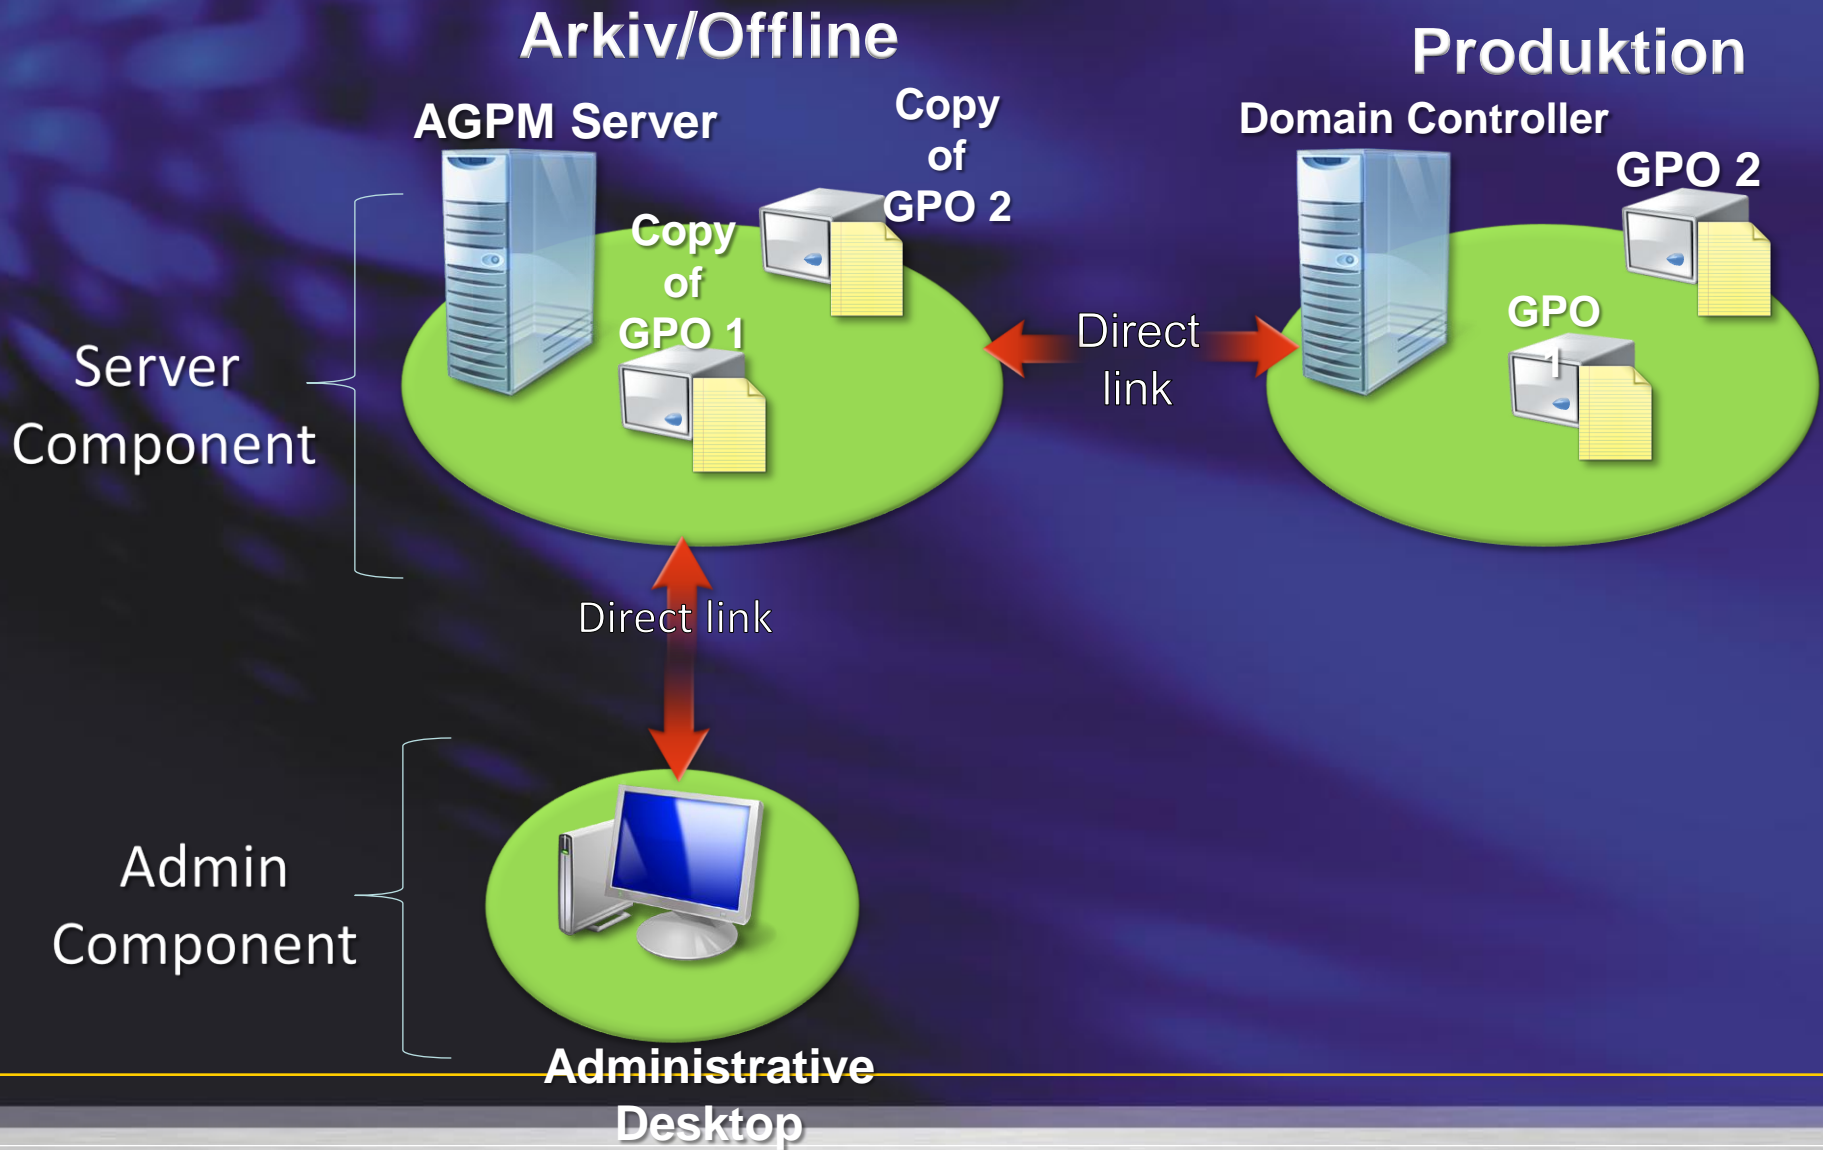 Arkiv/Offline
Produktion
AGPM Server
Copy
of
GPO 2
Domain Controller
GPO 2
Copy
of
GPO 1
GPO
1
Direct
link
Server
Component
Direct link
Admin
Component
Administrative
Desktop